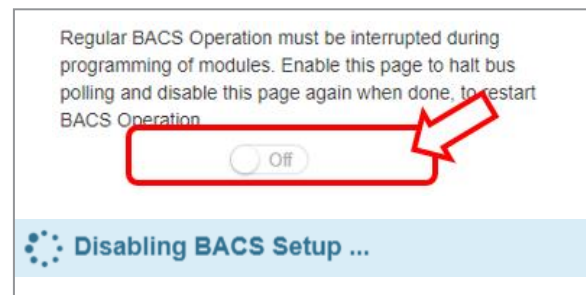 Regular BACS Operation must be interrupted during
programming of modules. Enable this page to halt bus
polling and disable this page again when done, to restart
BACS Operation
Off
Disabling BACS Setup ...